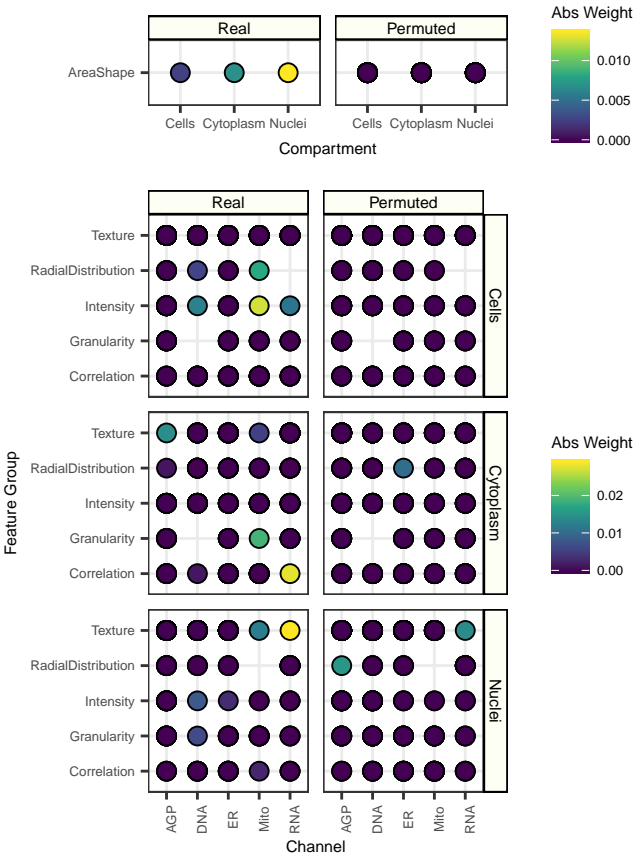 Real
Permuted
AreaShape
Cells
Cytoplasm
Nuclei
Cells
Cytoplasm
Nuclei
Compartment
Abs Weight
0.010
0.005
0.000
Real
Permuted
Texture
RadialDistribution
Intensity
Granularity
Correlation
Cells
Texture
RadialDistribution
Intensity
Granularity
Correlation
Cytoplasm
Texture
RadialDistribution
Intensity
Granularity
Correlation
Nuclei
Feature Group
AGP
DNA
ER
Mito
RNA
AGP
DNA
ER
Mito
RNA
Channel
Abs Weight
0.02
0.01
0.00